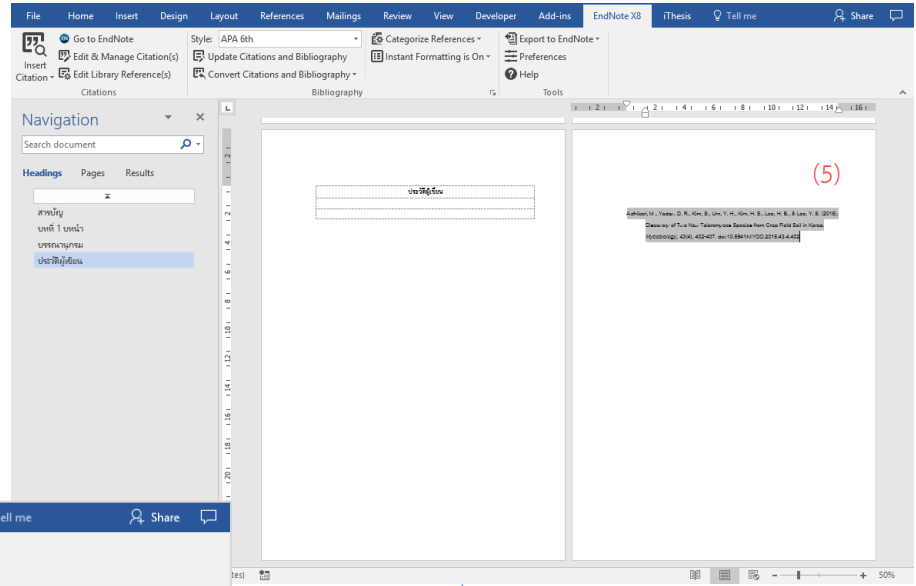 File Home Insert Design Layout References Mailings Review View Developer Add-ins EndNote X8 iThesis Tell me Share
Insert Citation
Go to EndNote
Edit & Manage Citation(s)
Edit Library Reference(s)
Citations
Style: APA 6th
Update Citations and Bibliography
Convert Citations and Bibliography
Bibliography
Categorize References
Instant Formatting is On
Export to EndNote
Preferences
Help
Tools
Navigation
Search document
Headings Pages Results
สารบัญ
บทที่ 1 บทนำ
บรรณานุกรม
ประวัติผู้เขียน
ประวัติผู้เขียน
(5)
Adhikari, M., Yadav, D. R., Kim, S., Um, Y. H., Kim, H. S., Lee, H. B., & Lee, Y. S. (2015).
Discovery of Two New Talaromyces Species from Crop Field Soil in Korea.
Mycobiology, 43(4), 402-407. doi:10.5941/MYCO.2015.43.4.402
ell me Share
tes)
50%